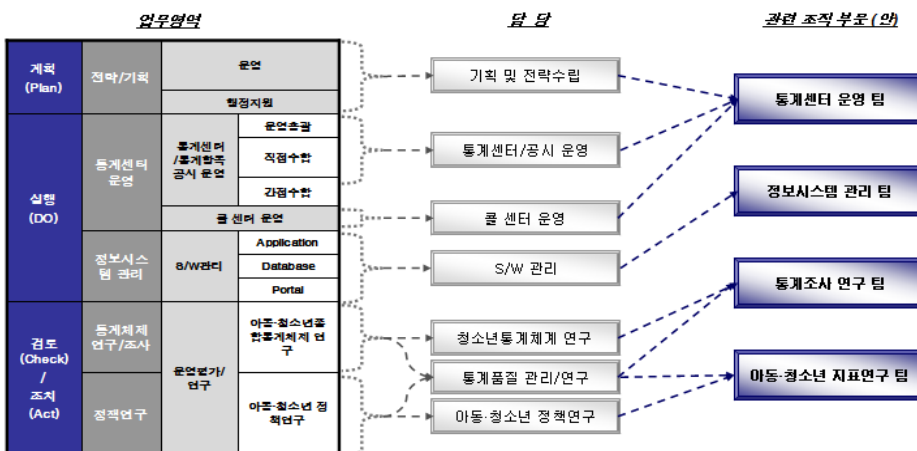 업무영역
담 당
관련 조직 부문 (안)
계획
(Plan)
전략/기획
운영
행정지원
실행
(DO)
통계센터
운영
통계센터
/통계항목
공시 운영
운영총괄
직접수합
간접수합
콜 센터 운영
정보시스
템 관리
S/W관리
Application
Database
Portal
검토
(Check)
/
조치
(Act)
통계체제
연구/조사
운영평가/
연구
아동·청소년종
합통계체제 연
구
정책연구
아동·청소년 정
책연구
기획 및 전략수립
통계센터/공시 운영
콜 센터 운영
S/W 관리
청소년통계체계 연구
통계품질 관리/연구
아동·청소년 정책연구
통계센터 운영 팀
정보시스템 관리 팀
통계조사 연구 팀
아동·청소년 지표연구 팀